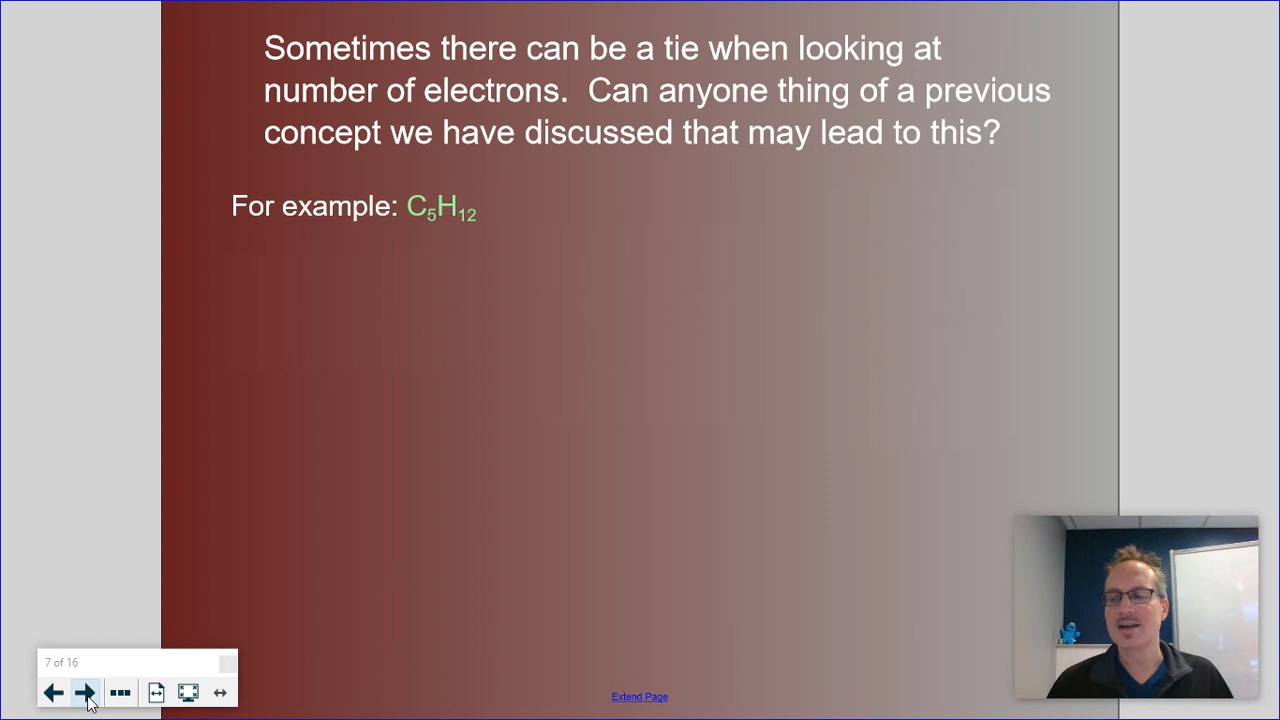 Sometimes there can be a tie when looking at
number of electrons.  Can anyone thing of a previous
concept we have discussed that may lead to this?
For example: C₅H₁₂
7 of 16
Extend Page